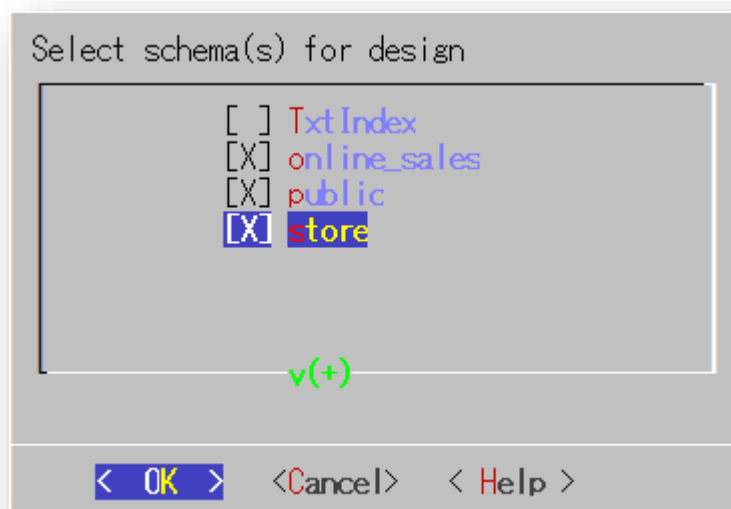 Select schema(s) for design
[ ] TxtIndex
[X] online_sales
[X] public
[X] store
v(+)
< OK > <Cancel> < Help >